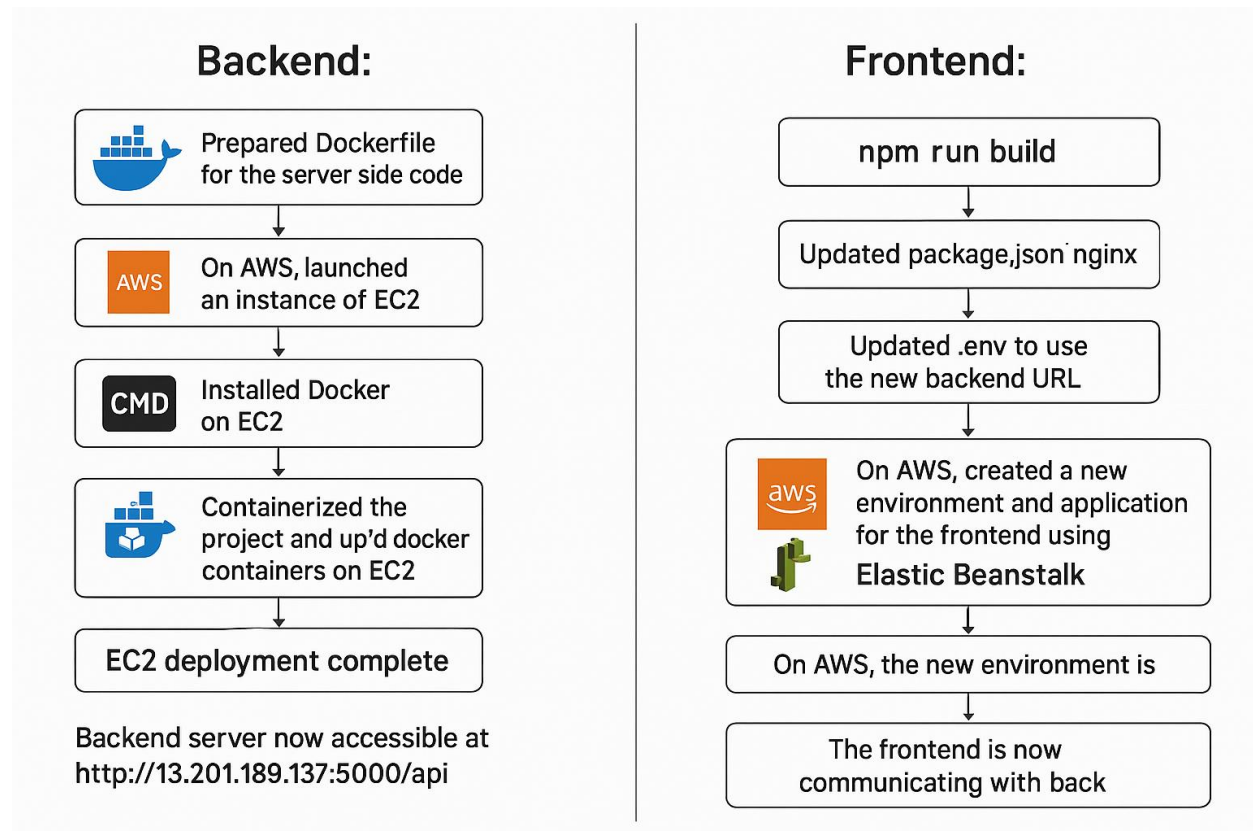 Backend:
Prepared Dockerfile
for the server side code
AWS
On AWS, launched
an instance of EC2
CMD
Installed Docker
on EC2
Containerized the
project and up'd docker
containers on EC2
EC2 deployment complete
Backend server now accessible at
http://13.201.189.137:5000/api
Frontend:
npm run build
Updated package,json˙nginx
Updated .env to use
the new backend URL
aws
On AWS, created a new
environment and application
for the frontend using
Elastic Beanstalk
On AWS, the new environment is
The frontend is now
communicating with back